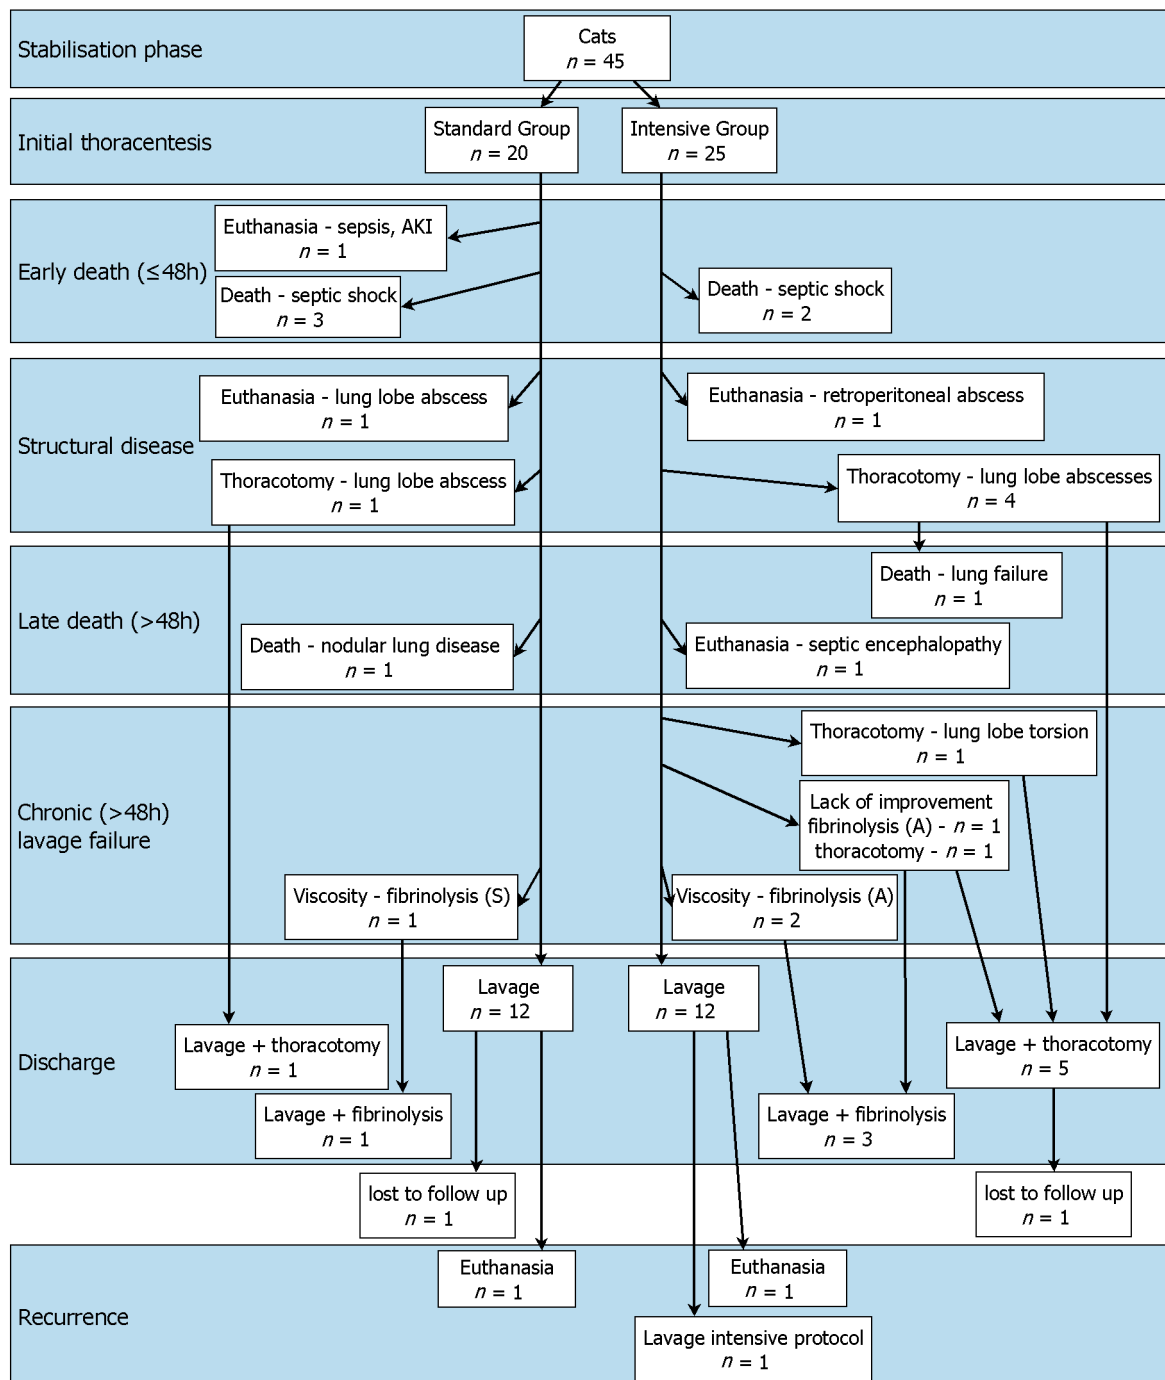 Stabilisation phase
Cats
n = 45
Initial thoracentesis
Standard Group
n = 20
Intensive Group
n = 25
Early death (≤48h)
Euthanasia - sepsis, AKI
n = 1
Death - septic shock
n = 3
Death - septic shock
n = 2
Structural disease
Euthanasia - lung lobe abscess
n = 1
Euthanasia - retroperitoneal abscess
n = 1
Thoracotomy - lung lobe abscess
n = 1
Thoracotomy - lung lobe abscesses
n = 4
Late death (>48h)
Death - lung failure
n = 1
Death - nodular lung disease
n = 1
Euthanasia - septic encephalopathy
n = 1
Chronic (>48h)
lavage failure
Thoracotomy - lung lobe torsion
n = 1
Lack of improvement
fibrinolysis (A) - n = 1
thoracotomy - n = 1
Viscosity - fibrinolysis (S)
n = 1
Viscosity - fibrinolysis (A)
n = 2
Discharge
Lavage
n = 12
Lavage
n = 12
Lavage + thoracotomy
n = 1
Lavage + thoracotomy
n = 5
Lavage + fibrinolysis
n = 1
Lavage + fibrinolysis
n = 3
lost to follow up
n = 1
lost to follow up
n = 1
Recurrence
Euthanasia
n = 1
Euthanasia
n = 1
Lavage intensive protocol
n = 1